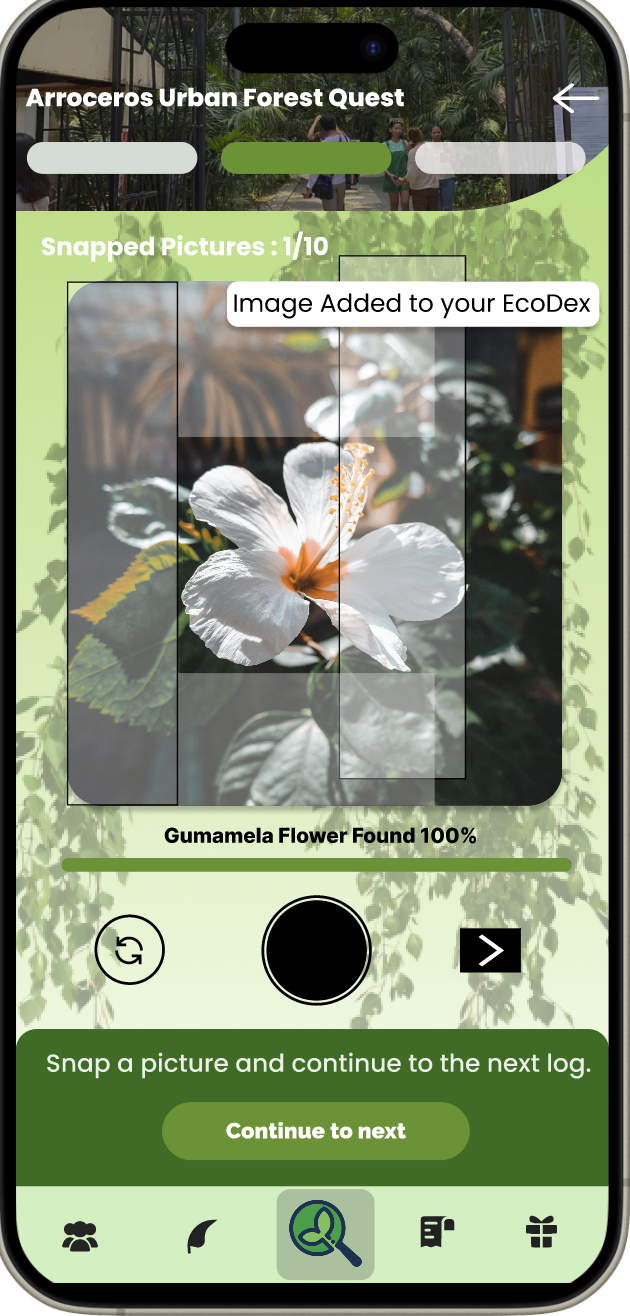 Arroceros Urban Forest Quest
Snapped Pictures : 1/10
Image Added to your EcoDex
Gumamela Flower Found 100%
Snap a picture and continue to the next log.
Continue to next